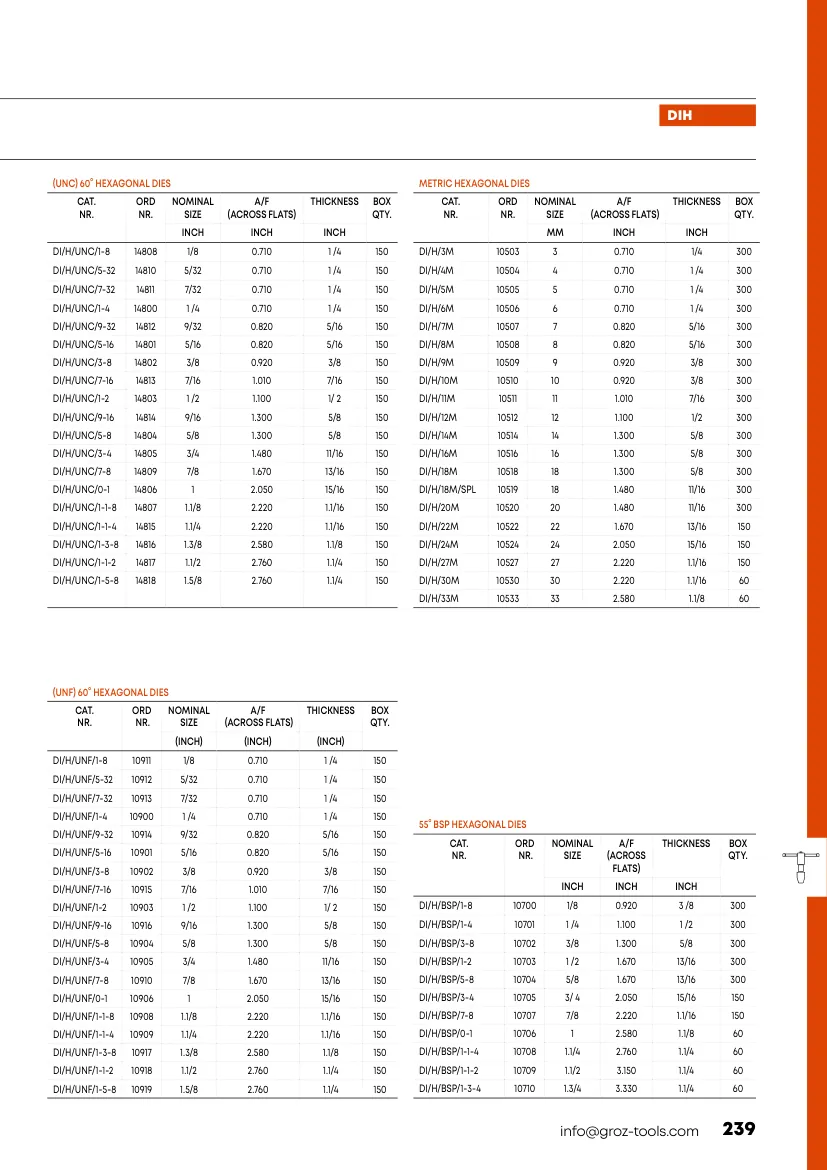 DIH
(UNC) 60° HEXAGONAL DIES
CAT. ORD NOMINAL A/F THICKNESS BOX
NR. NR. SIZE (ACROSS FLATS) QTY.
INCH INCH INCH
DI/H/UNC/1-8 14808 1/8 0.710 1 /4 150
DI/H/UNC/5-32 14810 5/32 0.710 1 /4 150
DI/H/UNC/7-32 14811 7/32 0.710 1 /4 150
DI/H/UNC/1-4 14800 1 /4 0.710 1 /4 150
DI/H/UNC/9-32 14812 9/32 0.820 5/16 150
DI/H/UNC/5-16 14801 5/16 0.820 5/16 150
DI/H/UNC/3-8 14802 3/8 0.920 3/8 150
DI/H/UNC/7-16 14813 7/16 1.010 7/16 150
DI/H/UNC/1-2 14803 1 /2 1.100 1/ 2 150
DI/H/UNC/9-16 14814 9/16 1.300 5/8 150
DI/H/UNC/5-8 14804 5/8 1.300 5/8 150
DI/H/UNC/3-4 14805 3/4 1.480 11/16 150
DI/H/UNC/7-8 14809 7/8 1.670 13/16 150
DI/H/UNC/0-1 14806 1 2.050 15/16 150
DI/H/UNC/1-1-8 14807 1.1/8 2.220 1.1/16 150
DI/H/UNC/1-1-4 14815 1.1/4 2.220 1.1/16 150
DI/H/UNC/1-3-8 14816 1.3/8 2.580 1.1/8 150
DI/H/UNC/1-1-2 14817 1.1/2 2.760 1.1/4 150
DI/H/UNC/1-5-8 14818 1.5/8 2.760 1.1/4 150
METRIC HEXAGONAL DIES
CAT. ORD NOMINAL A/F THICKNESS BOX
NR. NR. SIZE (ACROSS FLATS) QTY.
MM INCH INCH
DI/H/3M 10503 3 0.710 1/4 300
DI/H/4M 10504 4 0.710 1 /4 300
DI/H/5M 10505 5 0.710 1 /4 300
DI/H/6M 10506 6 0.710 1 /4 300
DI/H/7M 10507 7 0.820 5/16 300
DI/H/8M 10508 8 0.820 5/16 300
DI/H/9M 10509 9 0.920 3/8 300
DI/H/10M 10510 10 0.920 3/8 300
DI/H/11M 10511 11 1.010 7/16 300
DI/H/12M 10512 12 1.100 1/2 300
DI/H/14M 10514 14 1.300 5/8 300
DI/H/16M 10516 16 1.300 5/8 300
DI/H/18M 10518 18 1.300 5/8 300
DI/H/18M/SPL 10519 18 1.480 11/16 300
DI/H/20M 10520 20 1.480 11/16 300
DI/H/22M 10522 22 1.670 13/16 150
DI/H/24M 10524 24 2.050 15/16 150
DI/H/27M 10527 27 2.220 1.1/16 150
DI/H/30M 10530 30 2.220 1.1/16 60
DI/H/33M 10533 33 2.580 1.1/8 60
(UNF) 60° HEXAGONAL DIES
CAT. ORD NOMINAL A/F THICKNESS BOX
NR. NR. SIZE (ACROSS FLATS) QTY.
(INCH) (INCH) (INCH)
DI/H/UNF/1-8 10911 1/8 0.710 1 /4 150
DI/H/UNF/5-32 10912 5/32 0.710 1 /4 150
DI/H/UNF/7-32 10913 7/32 0.710 1 /4 150
DI/H/UNF/1-4 10900 1 /4 0.710 1 /4 150
DI/H/UNF/9-32 10914 9/32 0.820 5/16 150
DI/H/UNF/5-16 10901 5/16 0.820 5/16 150
DI/H/UNF/3-8 10902 3/8 0.920 3/8 150
DI/H/UNF/7-16 10915 7/16 1.010 7/16 150
DI/H/UNF/1-2 10903 1 /2 1.100 1/ 2 150
DI/H/UNF/9-16 10916 9/16 1.300 5/8 150
DI/H/UNF/5-8 10904 5/8 1.300 5/8 150
DI/H/UNF/3-4 10905 3/4 1.480 11/16 150
DI/H/UNF/7-8 10910 7/8 1.670 13/16 150
DI/H/UNF/0-1 10906 1 2.050 15/16 150
DI/H/UNF/1-1-8 10908 1.1/8 2.220 1.1/16 150
DI/H/UNF/1-1-4 10909 1.1/4 2.220 1.1/16 150
DI/H/UNF/1-3-8 10917 1.3/8 2.580 1.1/8 150
DI/H/UNF/1-1-2 10918 1.1/2 2.760 1.1/4 150
DI/H/UNF/1-5-8 10919 1.5/8 2.760 1.1/4 150
55° BSP HEXAGONAL DIES
CAT. ORD NOMINAL A/F THICKNESS BOX
NR. NR. SIZE (ACROSS QTY.
FLATS)
INCH INCH INCH
DI/H/BSP/1-8 10700 1/8 0.920 3 /8 300
DI/H/BSP/1-4 10701 1 /4 1.100 1 /2 300
DI/H/BSP/3-8 10702 3/8 1.300 5/8 300
DI/H/BSP/1-2 10703 1 /2 1.670 13/16 300
DI/H/BSP/5-8 10704 5/8 1.670 13/16 300
DI/H/BSP/3-4 10705 3/ 4 2.050 15/16 150
DI/H/BSP/7-8 10707 7/8 2.220 1.1/16 150
DI/H/BSP/0-1 10706 1 2.580 1.1/8 60
DI/H/BSP/1-1-4 10708 1.1/4 2.760 1.1/4 60
DI/H/BSP/1-1-2 10709 1.1/2 3.150 1.1/4 60
DI/H/BSP/1-3-4 10710 1.3/4 3.330 1.1/4 60
info@groz-tools.com 239